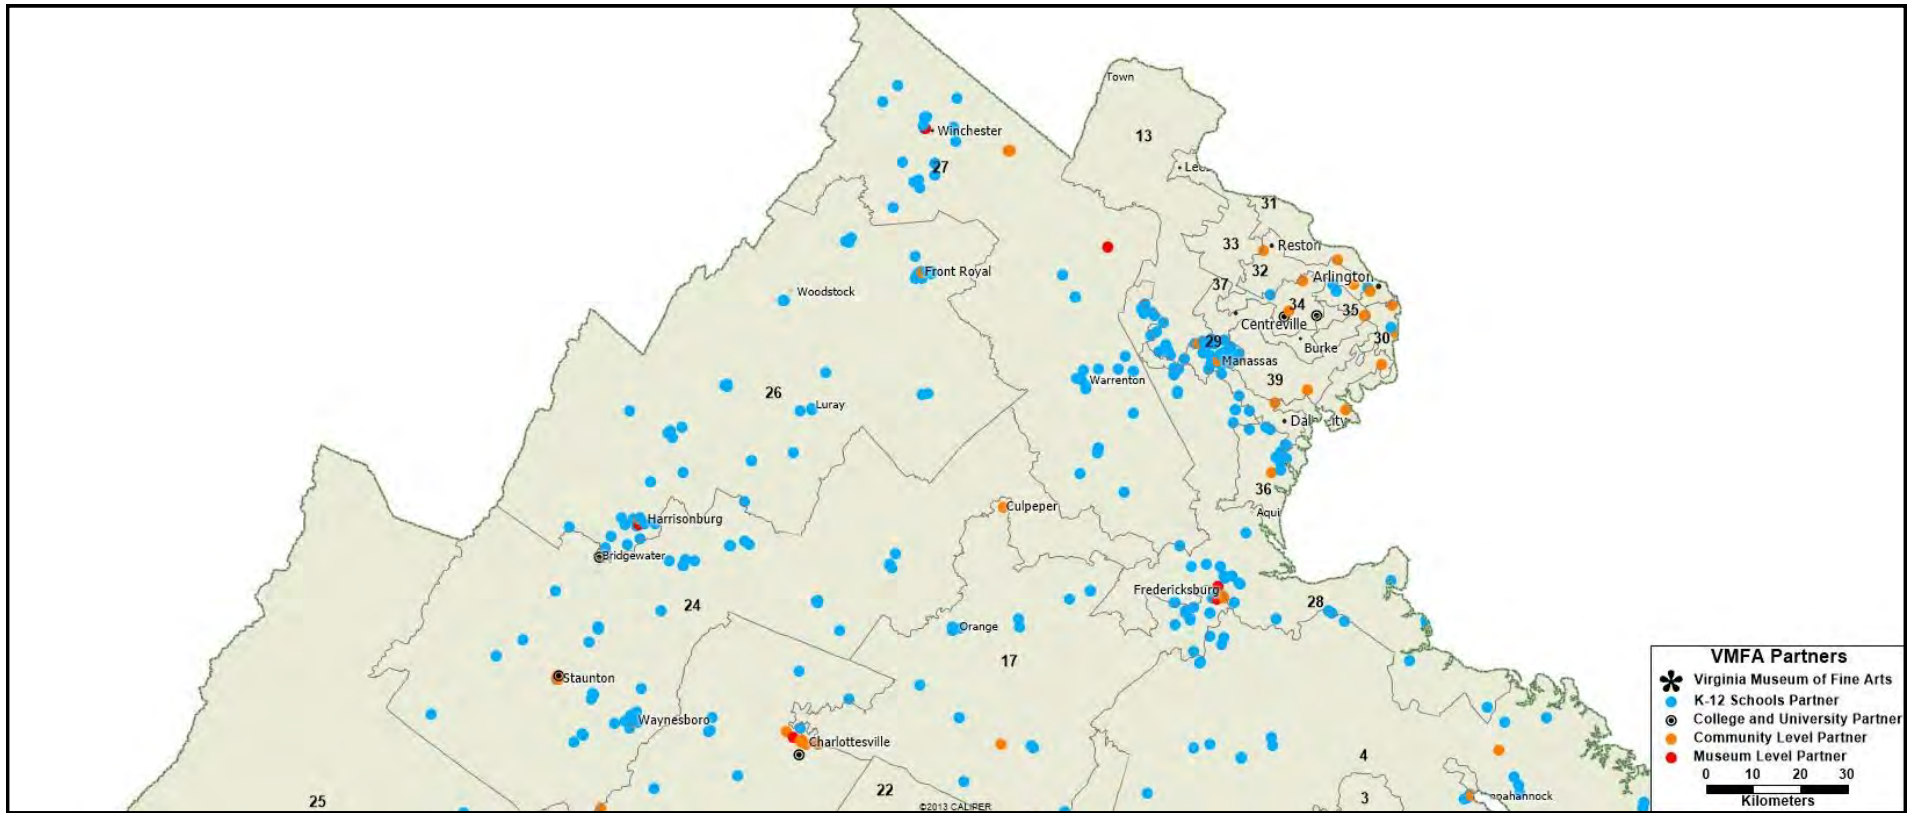 Town
13
Winchester
27
31
33
Reston
32
Arlington
37
Front Royal
Woodstock
34
35
Centreville
29
30
Burke
Manassas
Warrenton
39
26
Luray
Dale City
36
Harrisonburg
Culpeper
Aqui
Bridgewater
Fredericksburg
28
24
Orange
17
Staunton
Waynesboro
Charlottesville
4
22
25
3
©2013 CALIPER
VMFA Partners
Virginia Museum of Fine Arts
K-12 Schools Partner
College and University Partner
Community Level Partner
Museum Level Partner
0 10 20 30
Kilometers